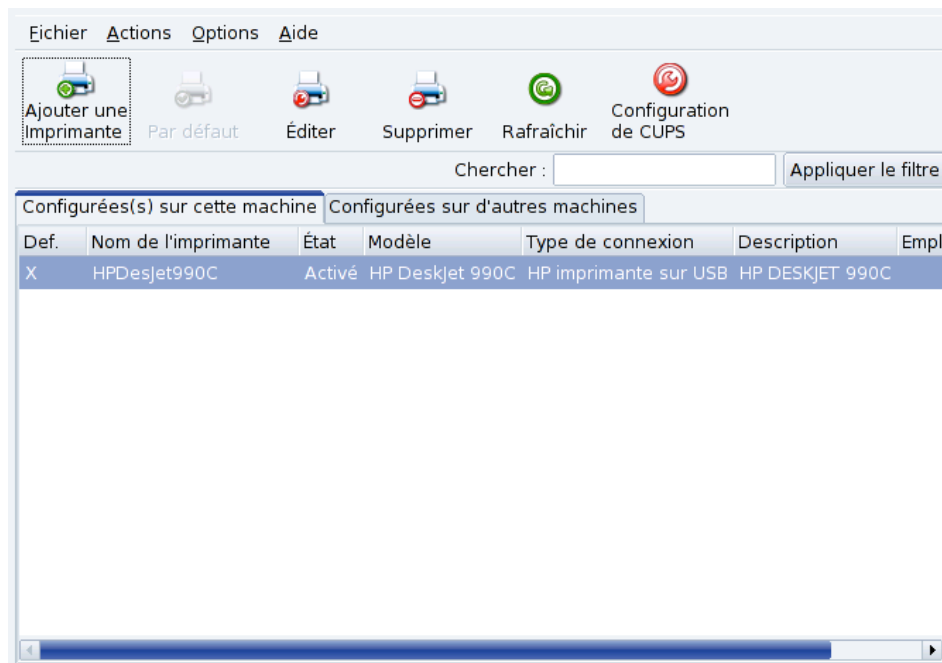 Fichier Actions Options Aide
Ajouter une
Imprimante
Par défaut
Éditer
Supprimer
Rafraîchir
Configuration
de CUPS
Chercher :
Appliquer le filtre
Configurées(s) sur cette machine
Configurées sur d'autres machines
Def. Nom de l'imprimante État Modèle Type de connexion Description Empl
X HPDesJet990C Activé HP DeskJet 990C HP imprimante sur USB HP DESKJET 990C